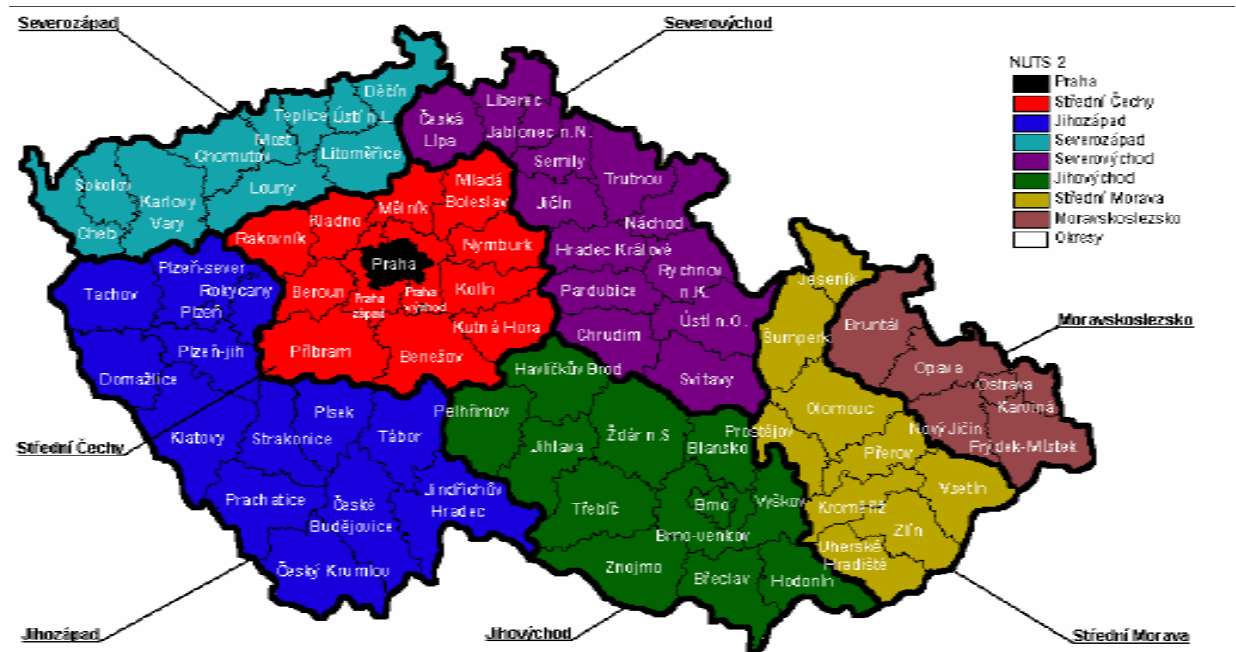 Severozápad
Severovýchod
NUTS 2
Praha
Střední Čechy
Jihozápad
Severozápad
Severovýchod
Jihovýchod
Střední Morava
Moravskoslezsko
Okresy
Děčín
Teplice
Ústí n.L.
Most
Chomutov
Litoměřice
Sokolov
Karlovy
Vary
Louny
Cheb
Liberec
Česká
Lípa
Jablonec n.N.
Semily
Trutnov
Jičín
Náchod
Hradec Králové
Rychnov
n.K.
Pardubice
Ústí n.O.
Chrudim
Svitavy
Mladá
Boleslav
Mělník
Kladno
Rakovník
Nymburk
Praha
Beroun
Praha
západ
Praha
východ
Kolín
Kutná Hora
Příbram
Benešov
Plzeň-sever
Tachov
Rokycany
Plzeň
Plzeň-jih
Domažlice
Klatovy
Písek
Strakonice
Tábor
Prachatice
České
Budějovice
Jindřichův
Hradec
Český Krumlov
Havlíčkův Brod
Pelhřimov
Jihlava
Žďár n.S
Blansko
Třebíč
Brno
Vyškov
Brno-venkov
Znojmo
Břeclav
Hodonín
Jeseník
Šumperk
Olomouc
Prostějov
Přerov
Kroměříž
Vsetín
Zlín
Uherské
Hradiště
Bruntál
Opava
Ostrava
Karviná
Nový Jičín
Frýdek-Místek
Moravskoslezsko
Střední Čechy
Jihozápad
Jihovýchod
Střední Morava